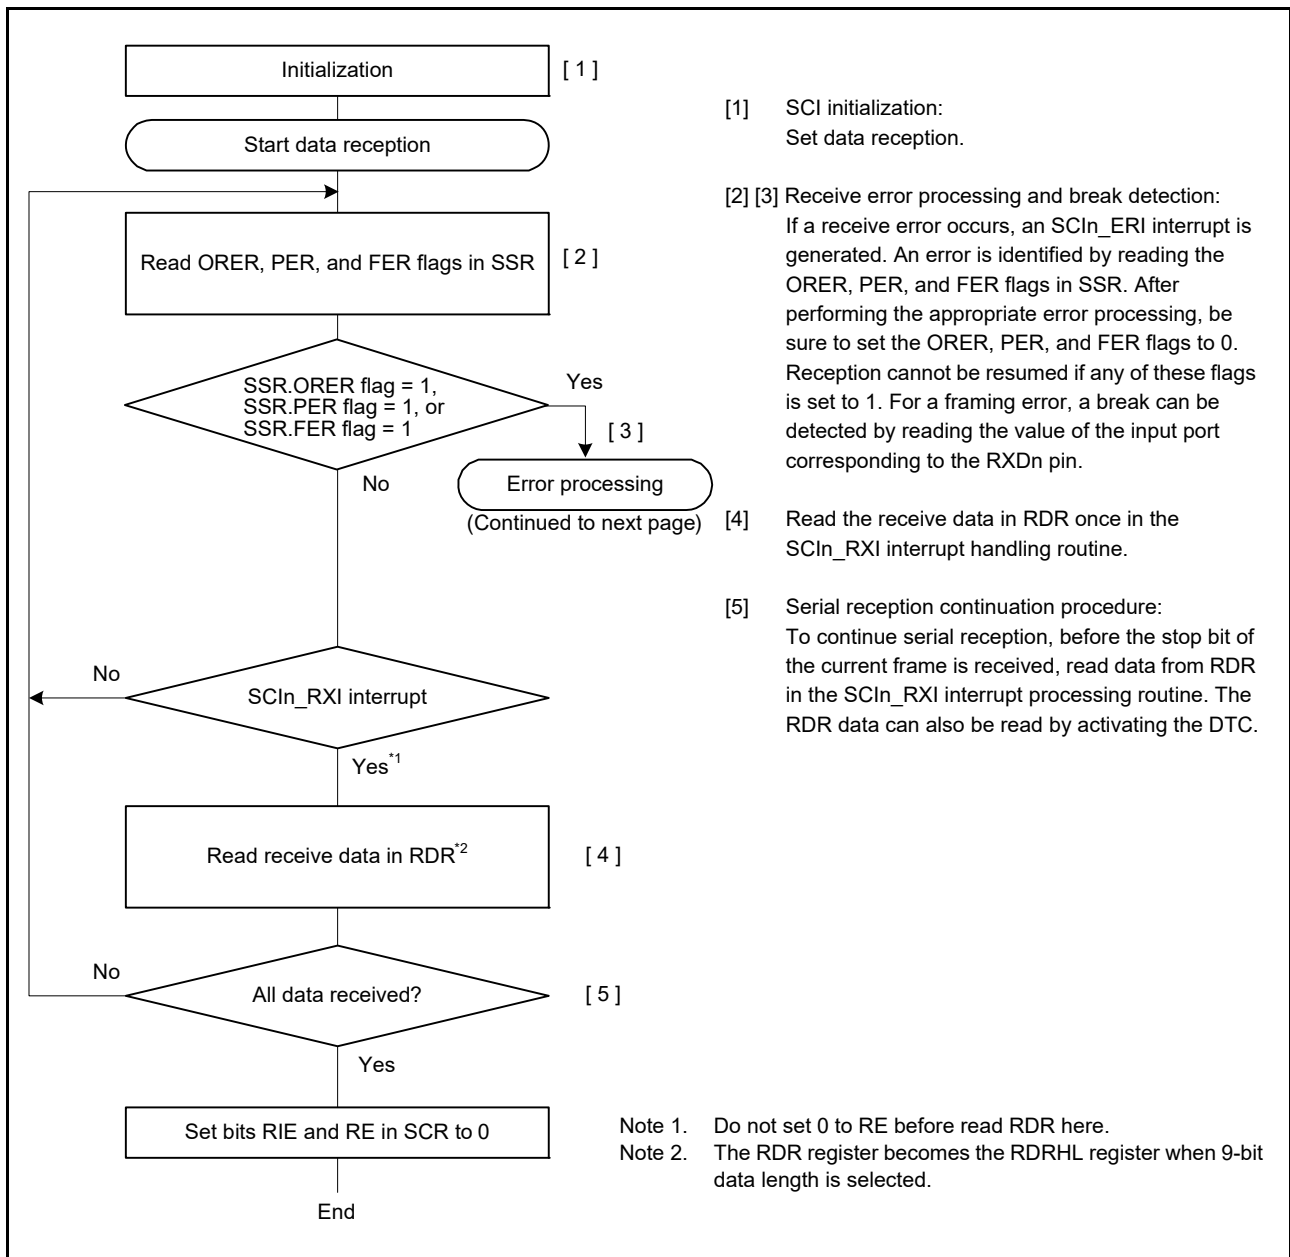 Initialization
[ 1 ]
Start data reception
Read ORER, PER, and FER flags in SSR
[ 2 ]
SSR.ORER flag = 1,
SSR.PER flag = 1, or
SSR.FER flag = 1
Yes
[ 3 ]
No
Error processing
(Continued to next page)
No
SCIn_RXI interrupt
Yes*1
Read receive data in RDR*2
[ 4 ]
No
All data received?
[ 5 ]
Yes
Set bits RIE and RE in SCR to 0
End
[1] SCI initialization:
Set data reception.
[2] [3] Receive error processing and break detection:
If a receive error occurs, an SCIn_ERI interrupt is
generated. An error is identified by reading the
ORER, PER, and FER flags in SSR. After
performing the appropriate error processing, be
sure to set the ORER, PER, and FER flags to 0.
Reception cannot be resumed if any of these flags
is set to 1. For a framing error, a break can be
detected by reading the value of the input port
corresponding to the RXDn pin.
[4] Read the receive data in RDR once in the
SCIn_RXI interrupt handling routine.
[5] Serial reception continuation procedure:
To continue serial reception, before the stop bit of
the current frame is received, read data from RDR
in the SCIn_RXI interrupt processing routine. The
RDR data can also be read by activating the DTC.
Note 1. Do not set 0 to RE before read RDR here.
Note 2. The RDR register becomes the RDRHL register when 9-bit
data length is selected.